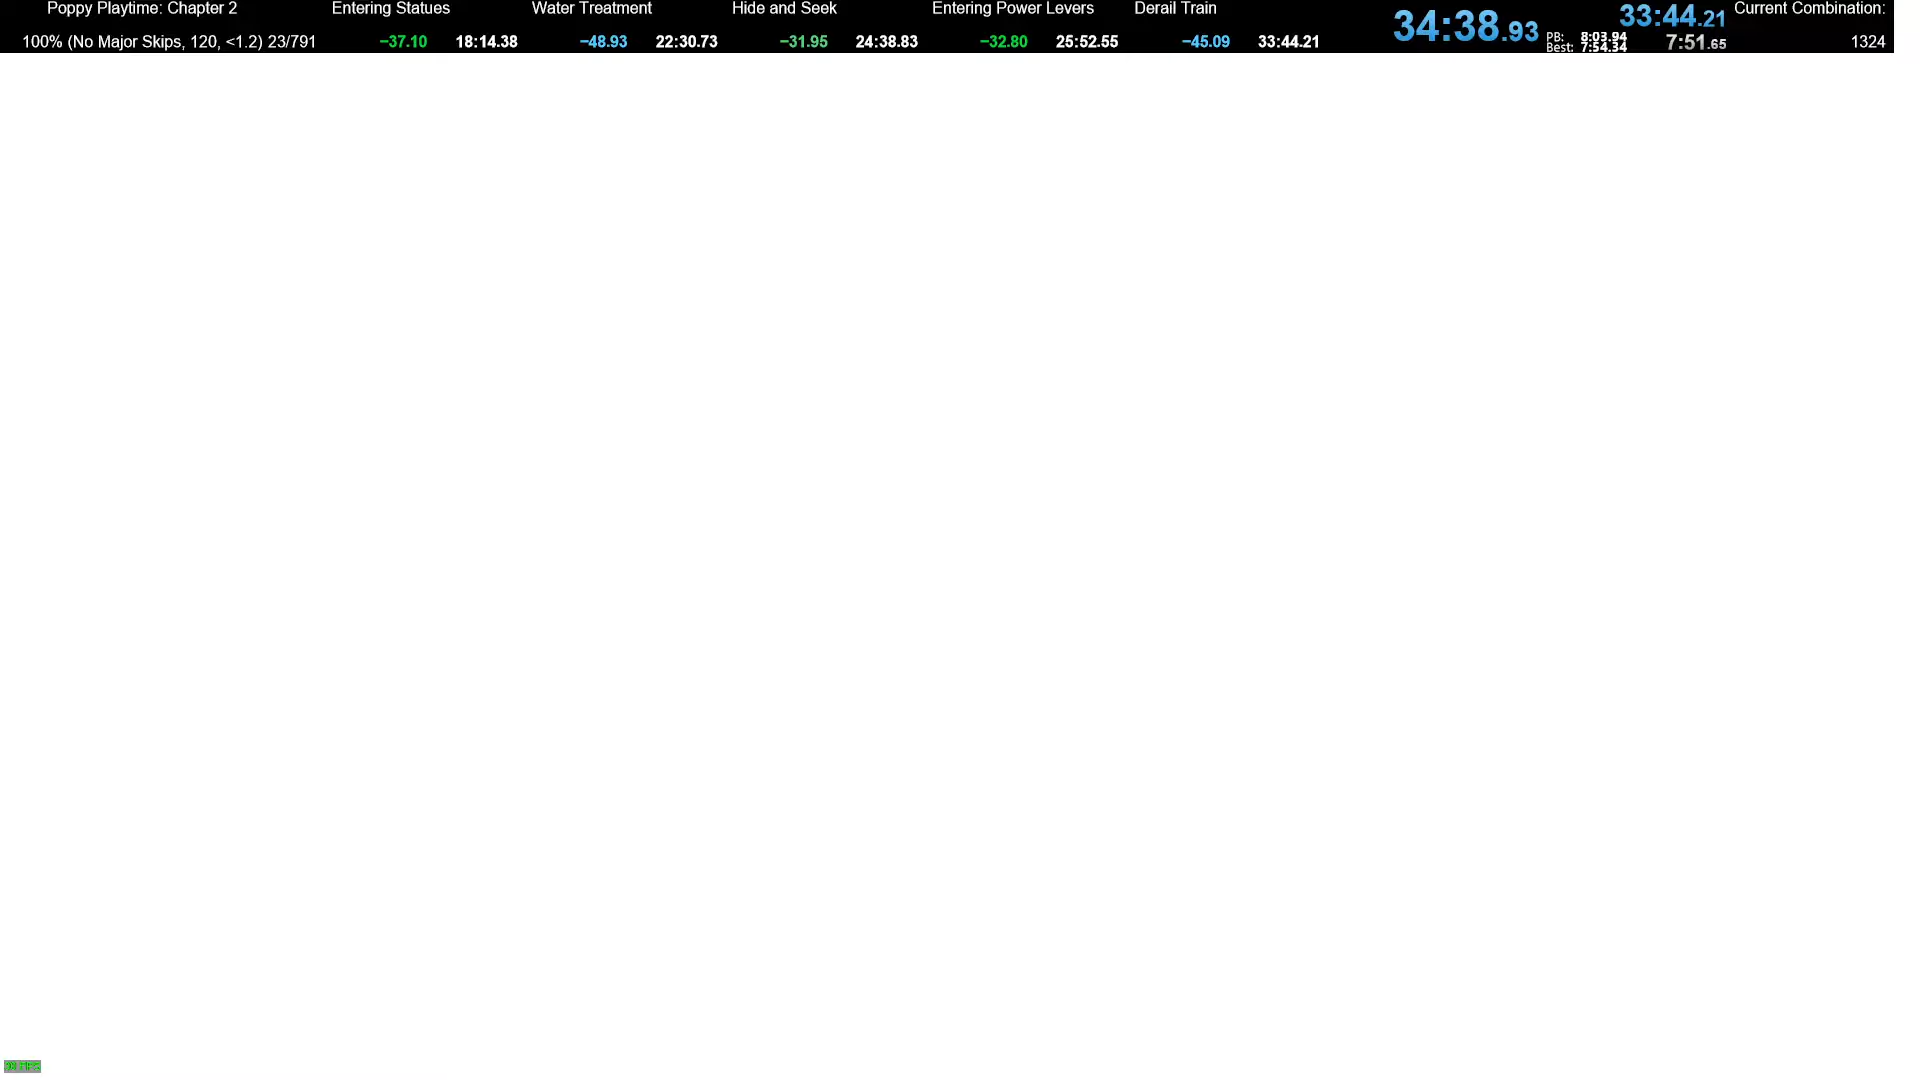 Poppy Playtime: Chapter 2
100% (No Major Skips, 120, <1.2) 23/791
Entering Statues
−37.10 18:14.38
Water Treatment
−48.93 22:30.73
Hide and Seek
−31.95 24:38.83
Entering Power Levers
−32.80 25:52.55
Derail Train
−45.09 33:44.21
34:38.93
33:44.21
PB: 8:03.94
Best: 7:54.34
7:51.65
Current Combination:
1324